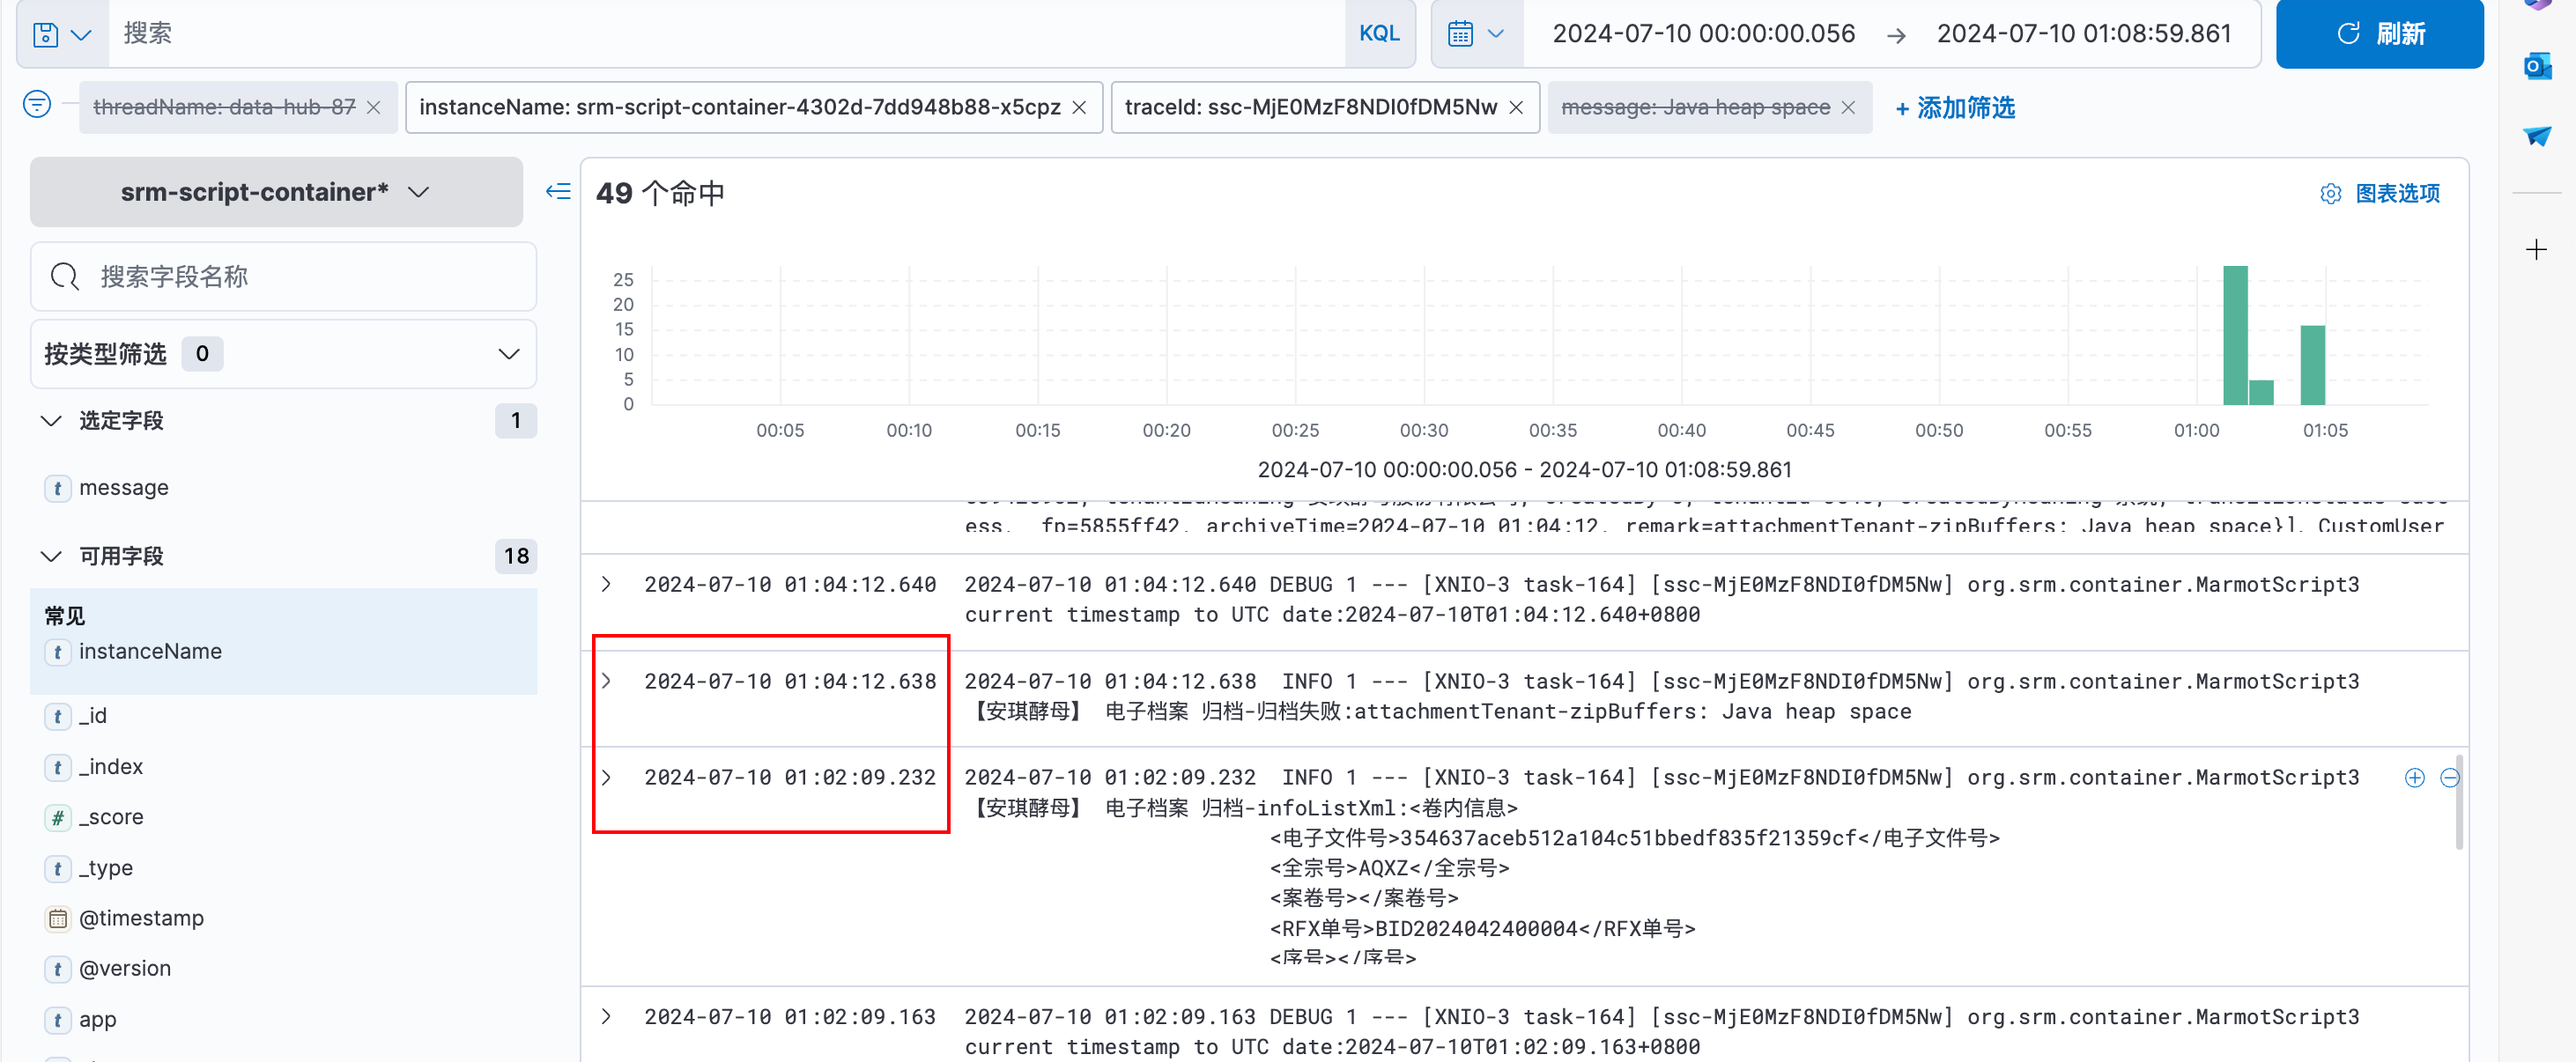 搜索
KQL
2024-07-10 00:00:00.056 → 2024-07-10 01:08:59.861
刷新
threadName: data-hub-87 ×
instanceName: srm-script-container-4302d-7dd948b88-x5cpz ×
traceId: ssc-MjE0MzF8NDI0fDM5Nw ×
message: Java heap space ×
+ 添加筛选
srm-script-container*
搜索字段名称
按类型筛选 0
选定字段 1
t message
可用字段 18
常见
t instanceName
t _id
t _index
# _score
t _type
@timestamp
t @version
t app
49 个命中
图表选项
25
20
15
10
5
0
00:05 00:10 00:15 00:20 00:25 00:30 00:35 00:40 00:45 00:50 00:55 01:00 01:05
2024-07-10 00:00:00.056 - 2024-07-10 01:08:59.861
ess, _fp=5855ff42, archiveTime=2024-07-10 01:04:12, remark=attachmentTenant-zipBuffers: Java heap space}], CustomUser
2024-07-10 01:04:12.640 2024-07-10 01:04:12.640 DEBUG 1 --- [XNIO-3 task-164] [ssc-MjE0MzF8NDI0fDM5Nw] org.srm.container.MarmotScript3
current timestamp to UTC date:2024-07-10T01:04:12.640+0800
2024-07-10 01:04:12.638 2024-07-10 01:04:12.638 INFO 1 --- [XNIO-3 task-164] [ssc-MjE0MzF8NDI0fDM5Nw] org.srm.container.MarmotScript3
【安琪酵母】 电子档案 归档-归档失败:attachmentTenant-zipBuffers: Java heap space
2024-07-10 01:02:09.232 2024-07-10 01:02:09.232 INFO 1 --- [XNIO-3 task-164] [ssc-MjE0MzF8NDI0fDM5Nw] org.srm.container.MarmotScript3
【安琪酵母】 电子档案 归档-infoListXml:<卷内信息>
<电子文件号>354637aceb512a104c51bbedf835f21359cf</电子文件号>
<全宗号>AQXZ</全宗号>
<案卷号></案卷号>
<RFX单号>BID2024042400004</RFX单号>
<序号></序号>
2024-07-10 01:02:09.163 2024-07-10 01:02:09.163 DEBUG 1 --- [XNIO-3 task-164] [ssc-MjE0MzF8NDI0fDM5Nw] org.srm.container.MarmotScript3
current timestamp to UTC date:2024-07-10T01:02:09.163+0800